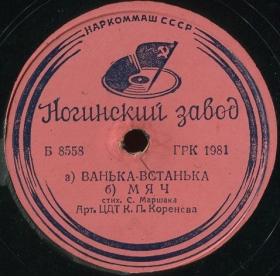 НАРКОММАШ СССР
Ногинский завод
Б 8558 ГРК 1981
а) ВАНЬКА-ВСТАНЬКА
б) МЯЧ
стих. С. Маршака
Арт. ЦДТ К. П. Коренева